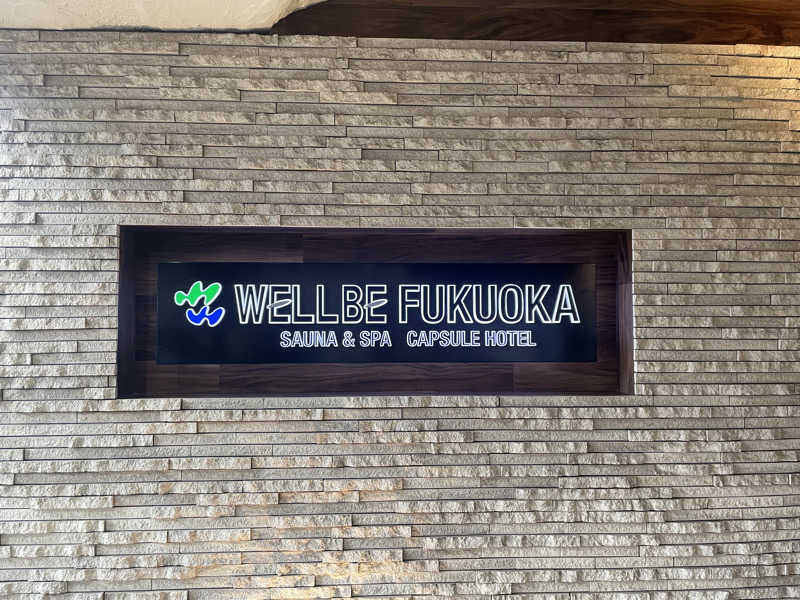 WELLBE FUKUOKA
SAUNA & SPA CAPSULE HOTEL